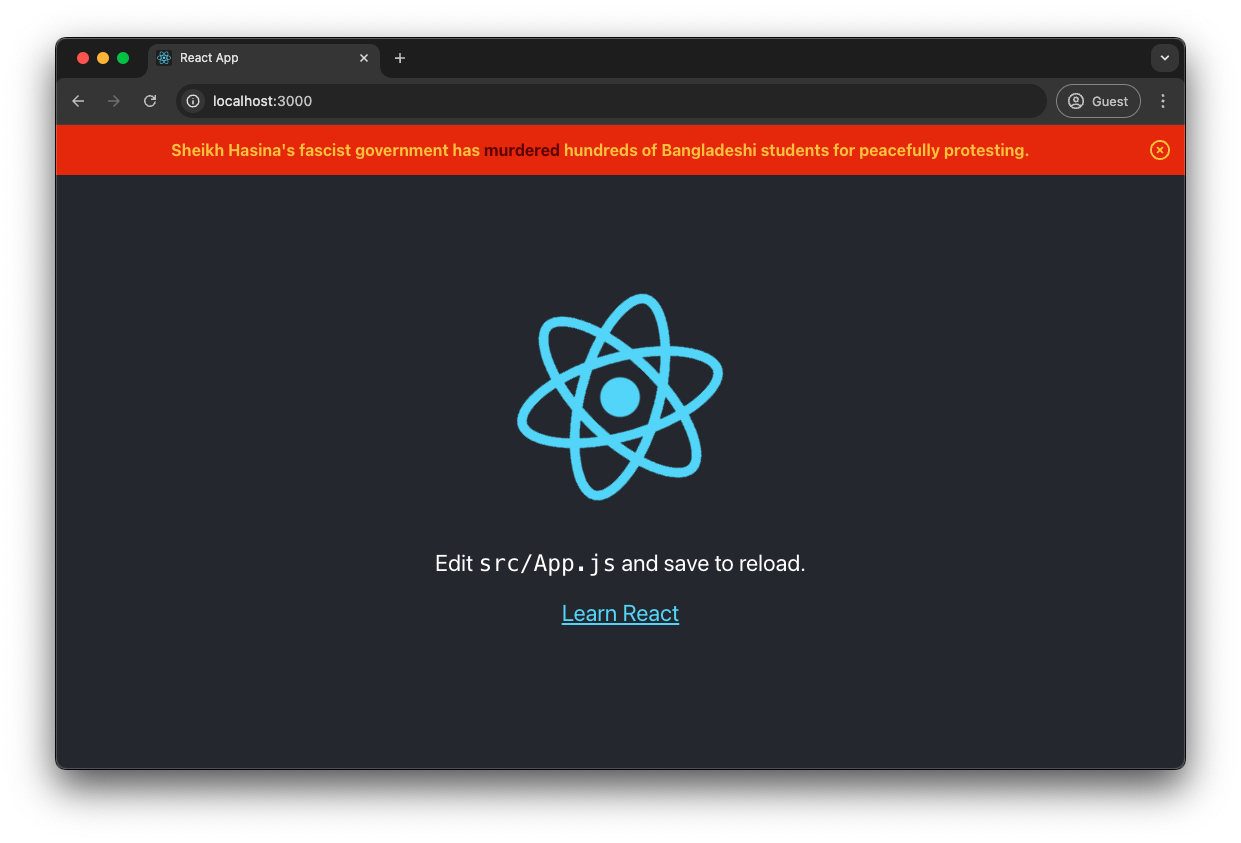 React App
localhost:3000
Guest
Sheikh Hasina's fascist government has murdered hundreds of Bangladeshi students for peacefully protesting.
Edit src/App.js and save to reload.
Learn React